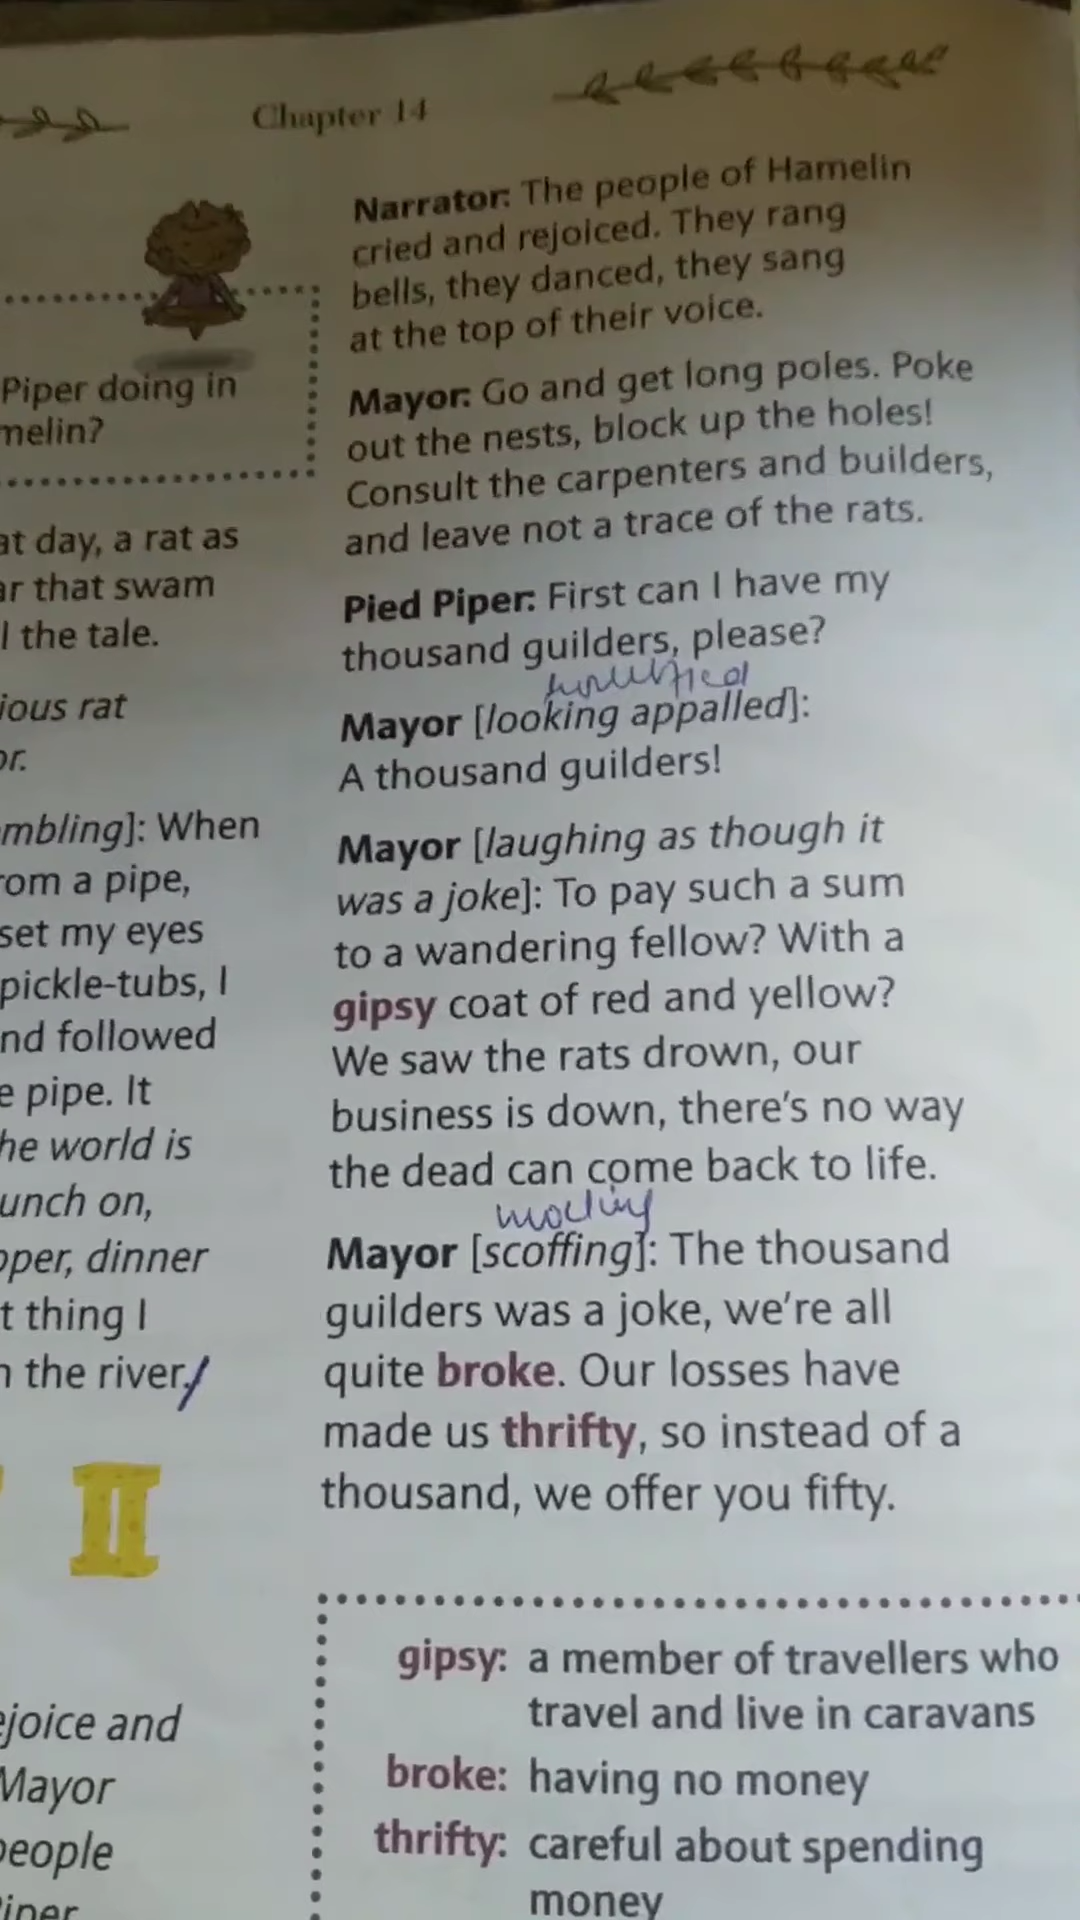 Chapter 14
Piper doing in
melin?
at day, a rat as
ar that swam
l the tale.
ious rat
or.
mbling]: When
rom a pipe,
set my eyes
pickle-tubs, I
nd followed
e pipe. It
he world is
unch on,
pper, dinner
t thing I
n the river.
II
ejoice and
Mayor
people
Piper
Narrator: The people of Hamelin
cried and rejoiced. They rang
bells, they danced, they sang
at the top of their voice.
Mayor: Go and get long poles. Poke
out the nests, block up the holes!
Consult the carpenters and builders,
and leave not a trace of the rats.
Pied Piper: First can I have my
thousand guilders, please?
horrified
Mayor [looking appalled]:
A thousand guilders!
Mayor [laughing as though it
was a joke]: To pay such a sum
to a wandering fellow? With a
gipsy coat of red and yellow?
We saw the rats drown, our
business is down, there's no way
the dead can come back to life.
mocking
Mayor [scoffing]: The thousand
guilders was a joke, we're all
quite broke. Our losses have
made us thrifty, so instead of a
thousand, we offer you fifty.
gipsy: a member of travellers who
travel and live in caravans
broke: having no money
thrifty: careful about spending
money